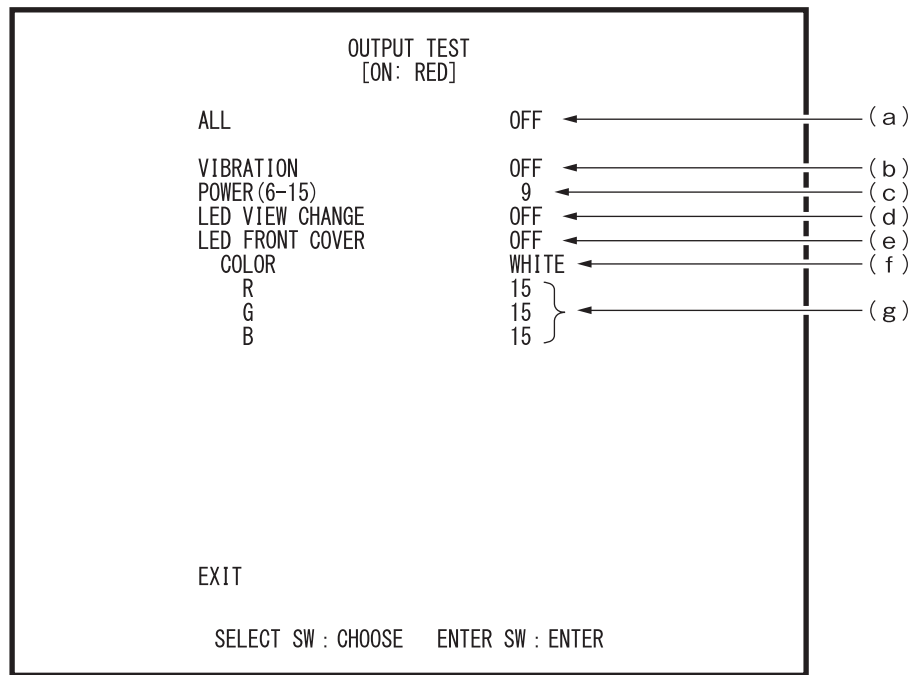 OUTPUT TEST
[ON: RED]
ALL OFF (a)
VIBRATION OFF (b)
POWER(6-15) 9 (c)
LED VIEW CHANGE OFF (d)
LED FRONT COVER OFF (e)
COLOR WHITE (f)
R 15
G 15 (g)
B 15
EXIT
SELECT SW : CHOOSE ENTER SW : ENTER